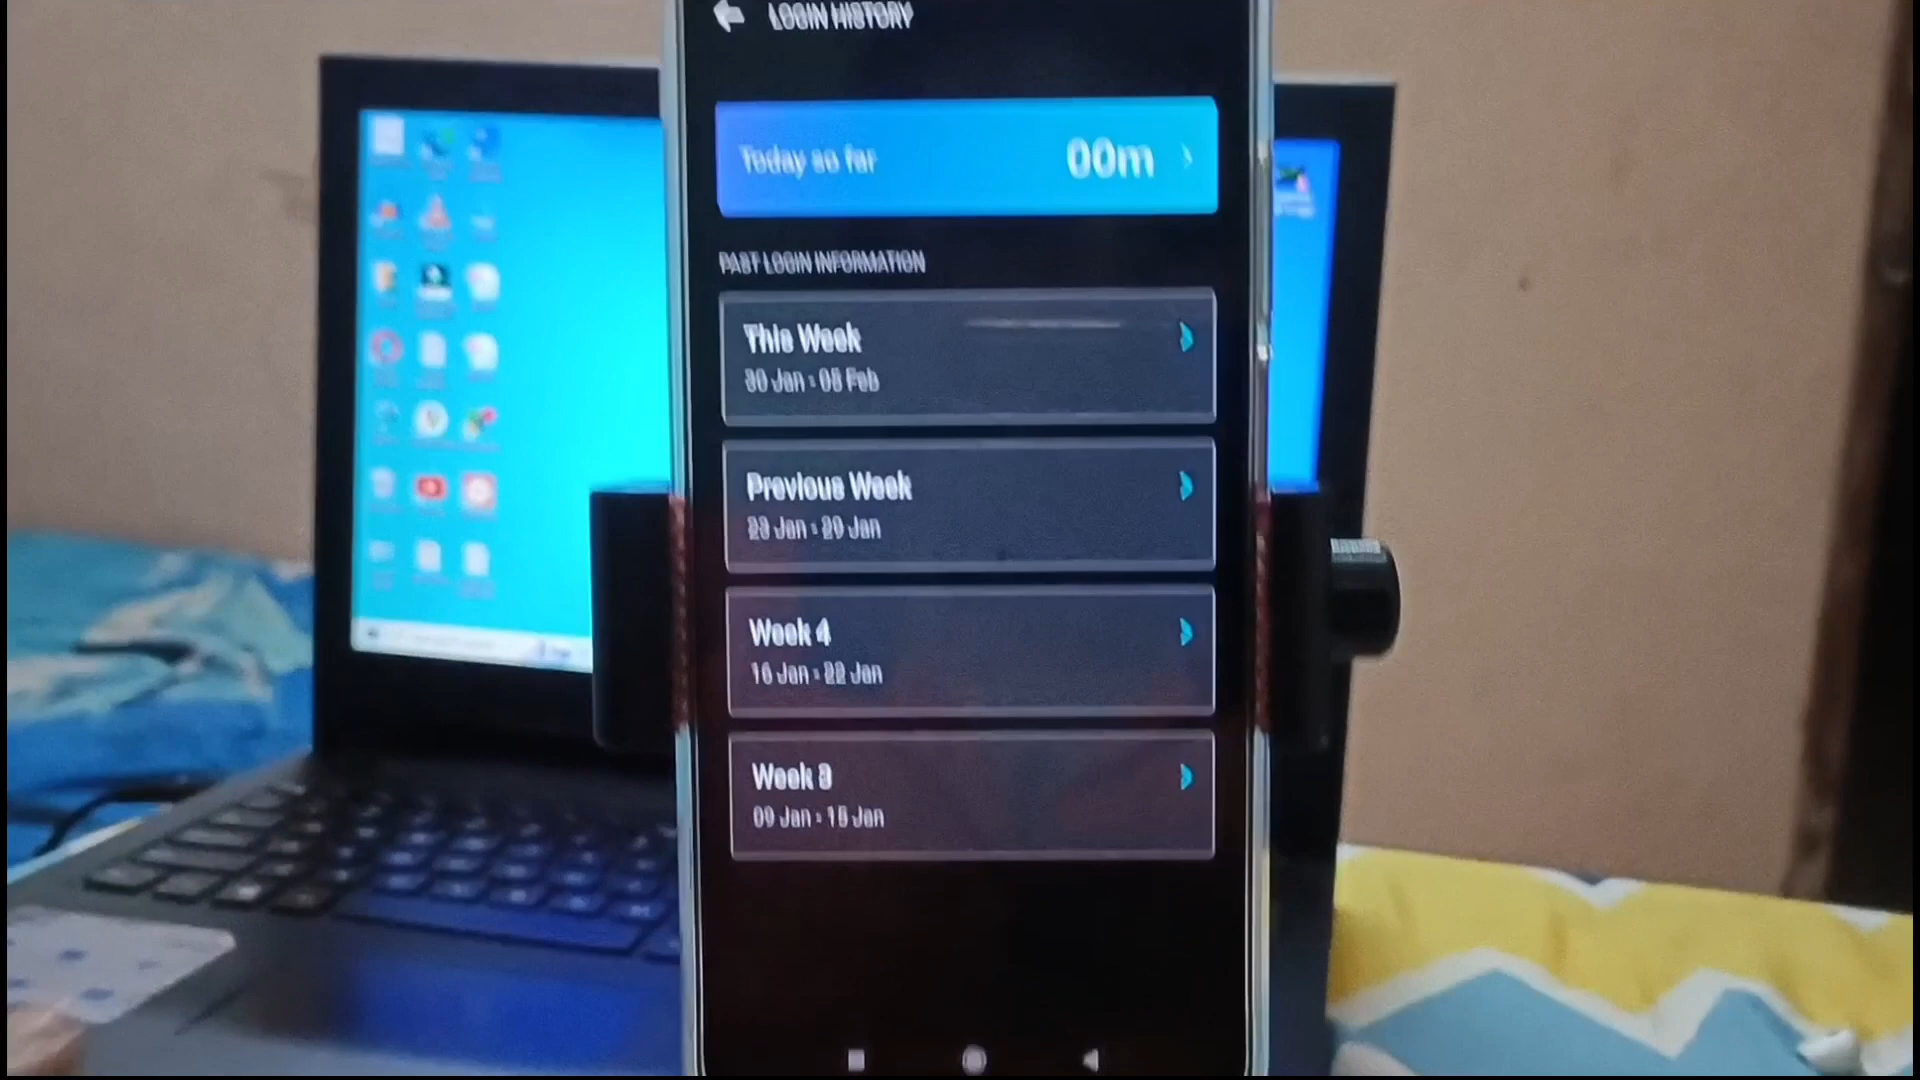 LOGIN HISTORY
Today so far 00m
PAST LOGIN INFORMATION
This Week
30 Jan - 05 Feb
Previous Week
23 Jan - 29 Jan
Week 4
16 Jan - 22 Jan
Week 3
09 Jan - 15 Jan